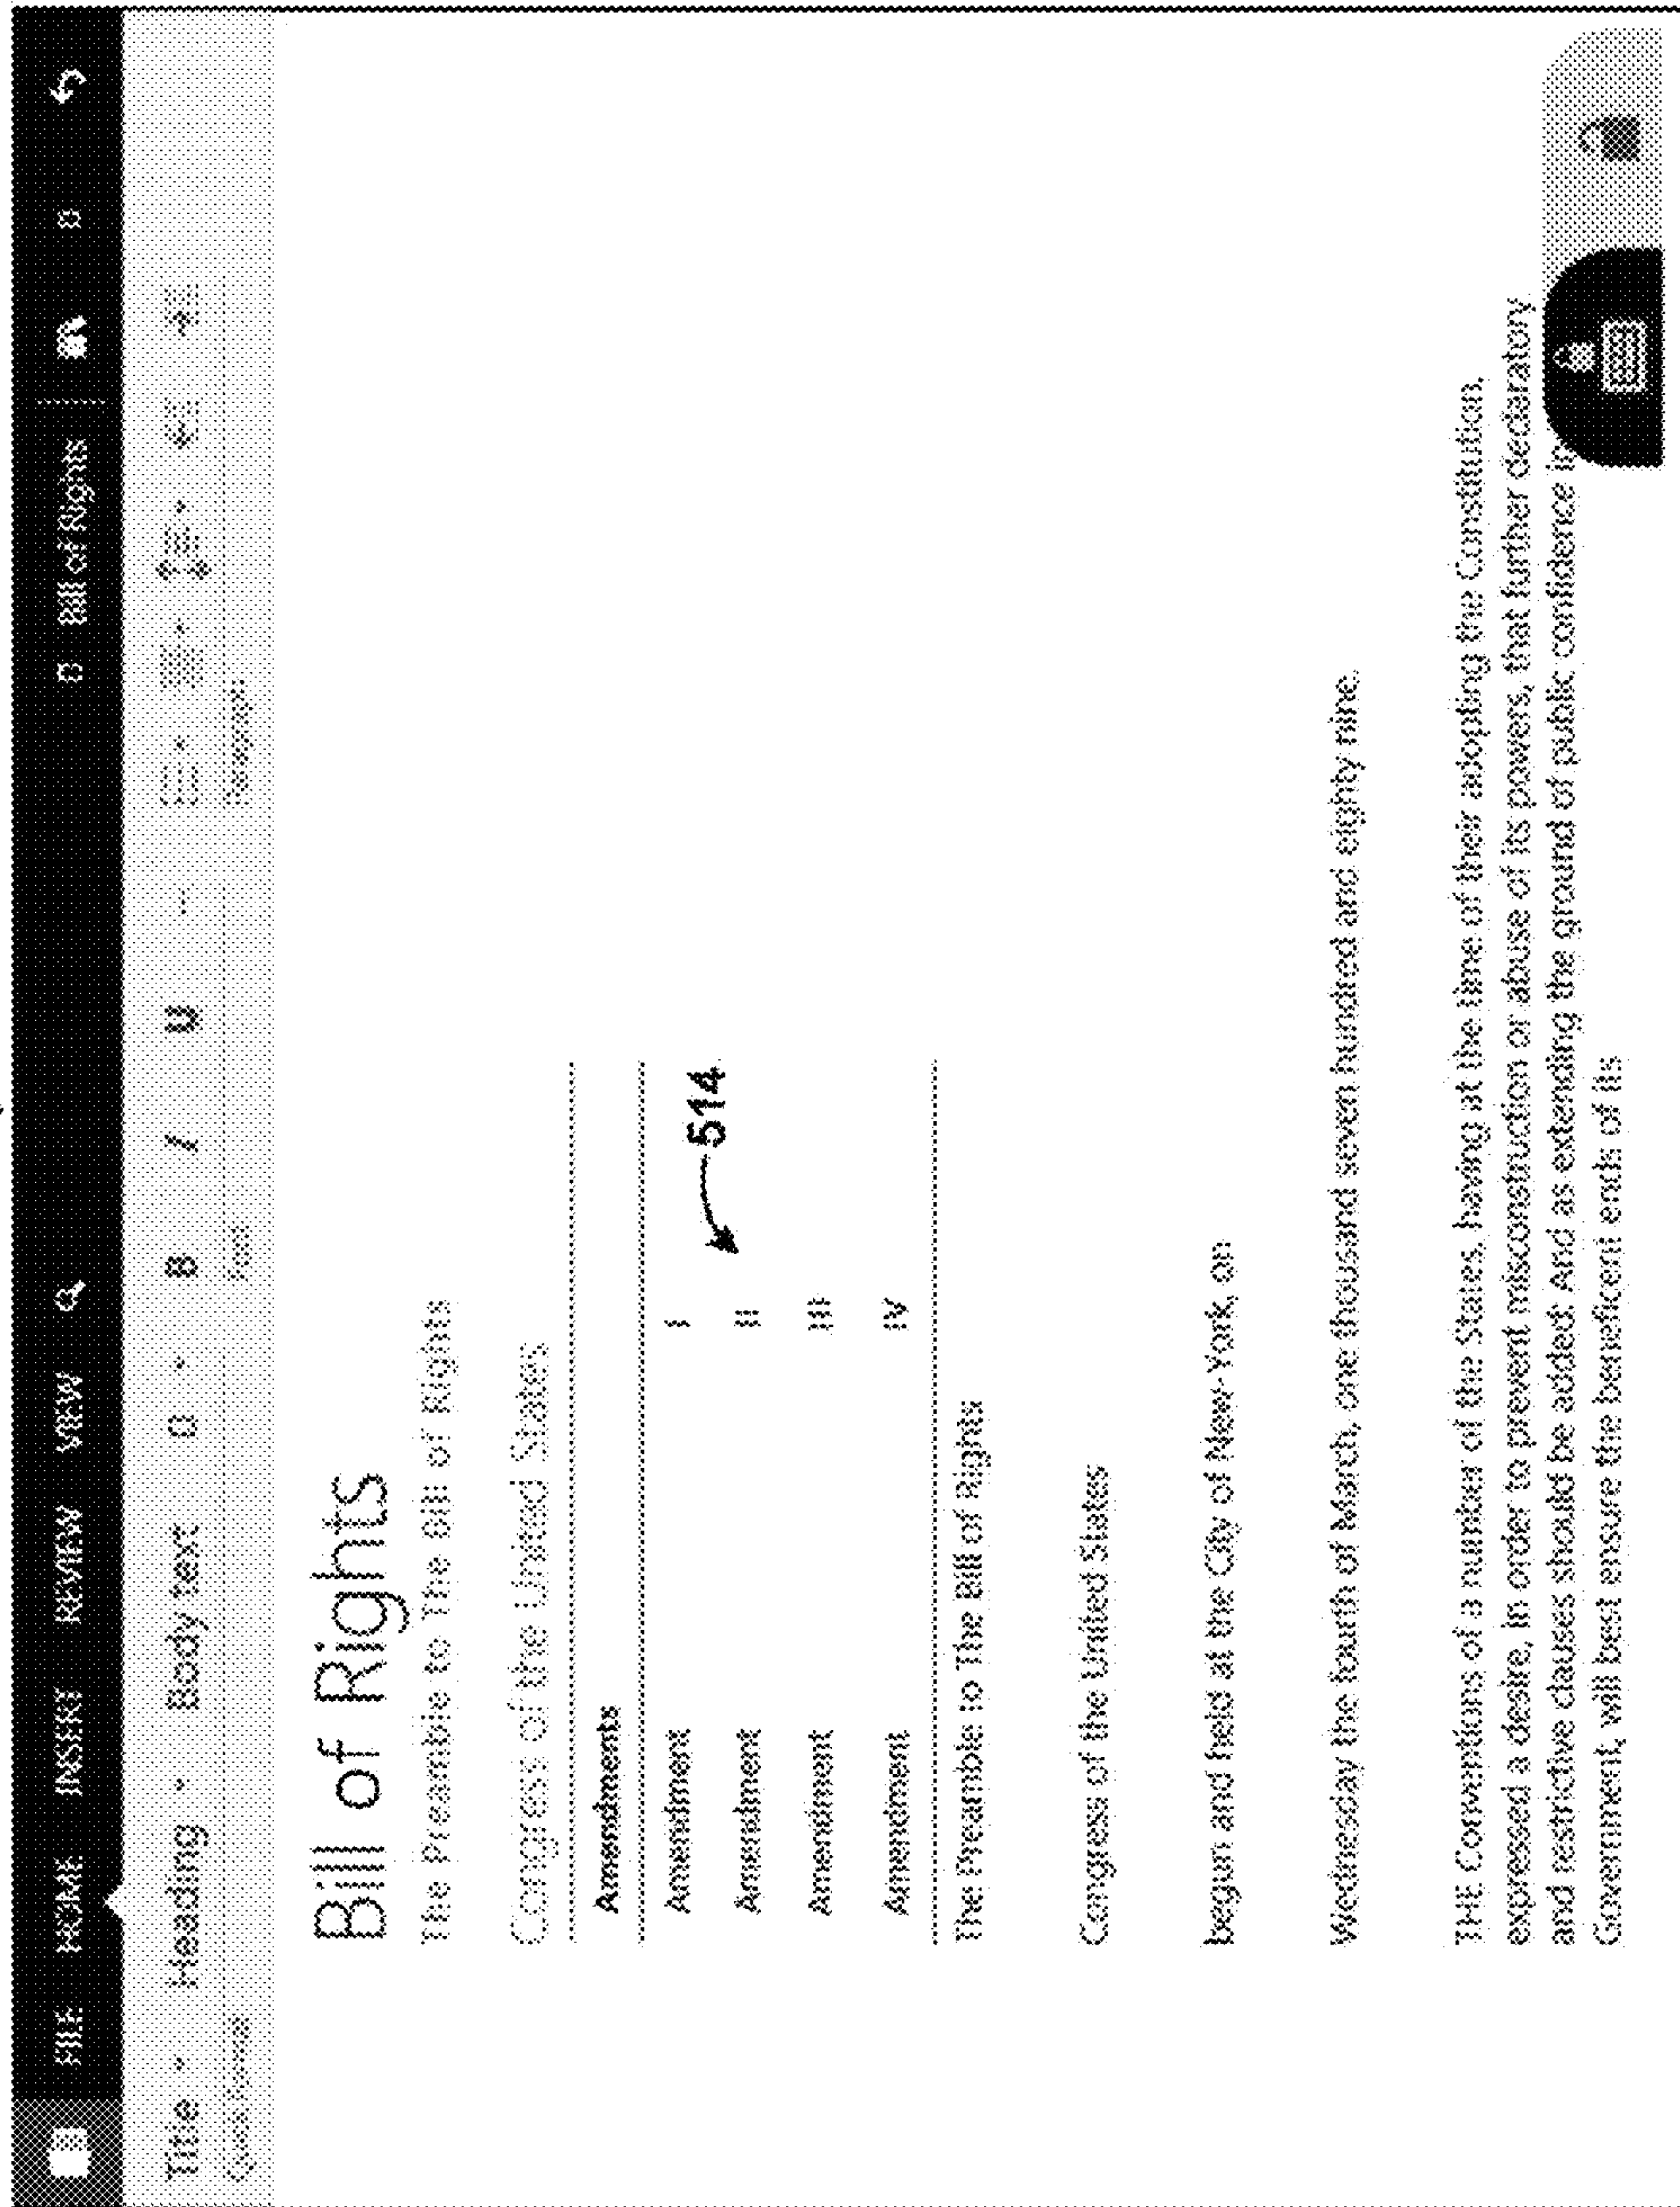 FILE HOME INSERT REVIEW VIEW Bill of Rights
Title Heading Body text B / U
Quick Format Font Paragraph
Bill of Rights
The Preamble to The Bill of Rights
Congress of the United States
Amendments
Amendment I
Amendment II
Amendment III
Amendment IV
514
The Preamble to The Bill of Rights
Congress of the United States
begun and held at the City of New-York, on
Wednesday the fourth of March, one thousand seven hundred and eighty nine.
THE Conventions of a number of the States, having at the time of their adopting the Constitution,
expressed a desire, in order to prevent misconstruction or abuse of its powers, that further declaratory
and restrictive clauses should be added: And as extending the ground of public confidence in
Government, will best ensure the beneficent ends of its